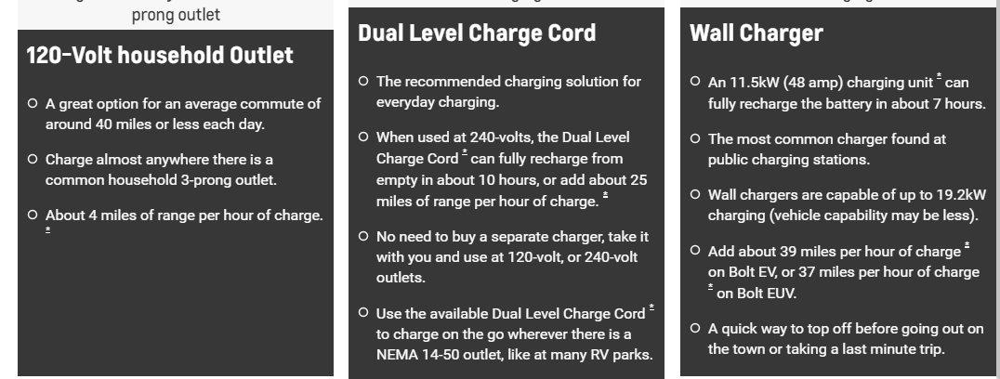 prong outlet
120-Volt household Outlet
A great option for an average commute of
around 40 miles or less each day.
Charge almost anywhere there is a
common household 3-prong outlet.
About 4 miles of range per hour of charge.
*
Dual Level Charge Cord
The recommended charging solution for
everyday charging.
When used at 240-volts, the Dual Level
Charge Cord * can fully recharge from
empty in about 10 hours, or add about 25
miles of range per hour of charge. *
No need to buy a separate charger, take it
with you and use at 120-volt, or 240-volt
outlets.
Use the available Dual Level Charge Cord *
to charge on the go wherever there is a
NEMA 14-50 outlet, like at many RV parks.
Wall Charger
An 11.5kW (48 amp) charging unit * can
fully recharge the battery in about 7 hours.
The most common charger found at
public charging stations.
Wall chargers are capable of up to 19.2kW
charging (vehicle capability may be less).
Add about 39 miles per hour of charge *
on Bolt EV, or 37 miles per hour of charge
* on Bolt EUV.
A quick way to top off before going out on
the town or taking a last minute trip.